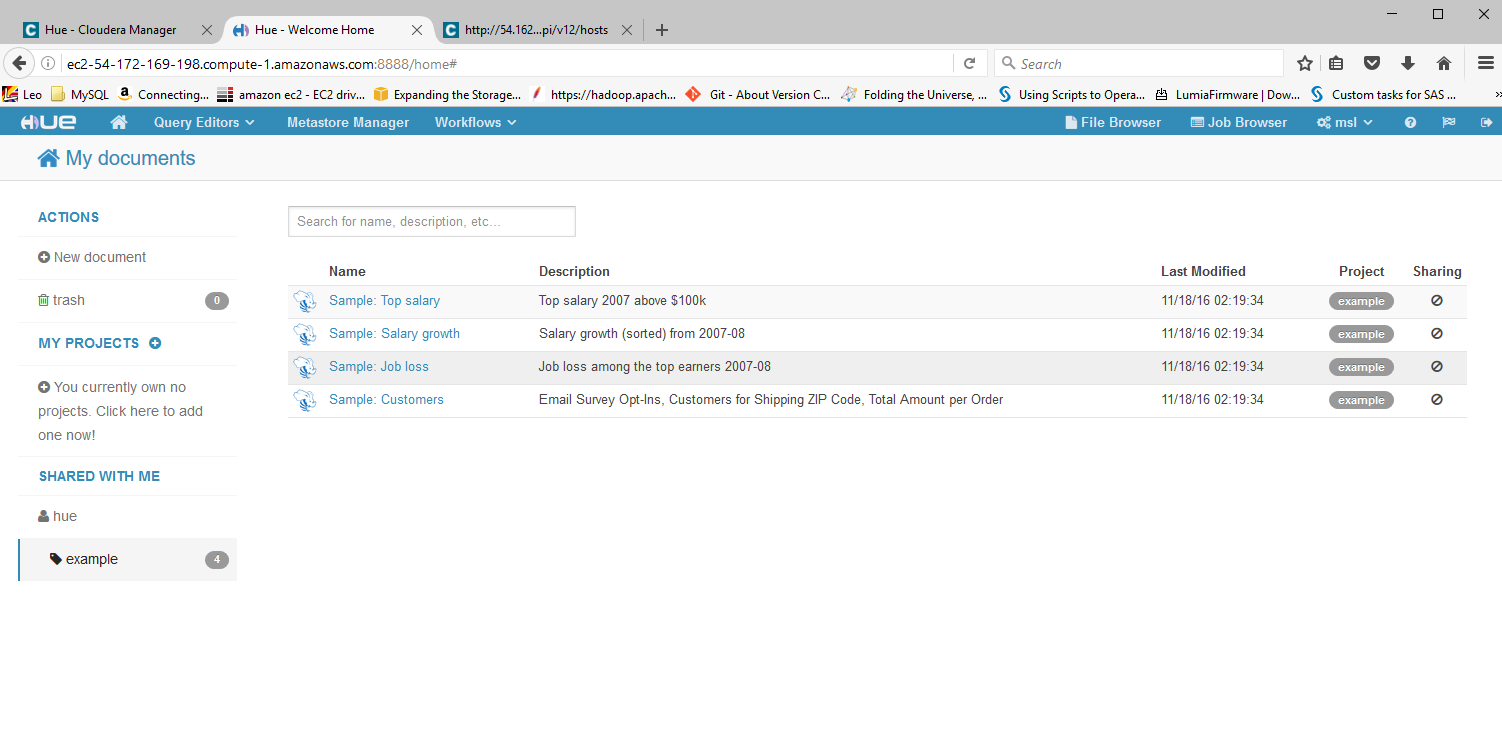 Hue - Cloudera Manager
Hue - Welcome Home
http://54.162...pi/v12/hosts
ec2-54-172-169-198.compute-1.amazonaws.com:8888/home#
Search
Leo
MySQL
Connecting...
amazon ec2 - EC2 driv...
Expanding the Storage...
https://hadoop.apach...
Git - About Version C...
Folding the Universe, ...
Using Scripts to Opera...
LumiaFirmware | Dow...
Custom tasks for SAS ...
HUE
Query Editors
Metastore Manager
Workflows
File Browser
Job Browser
msl
My documents
ACTIONS
New document
trash 0
MY PROJECTS
You currently own no
projects. Click here to add
one now!
SHARED WITH ME
hue
example 4
Search for name, description, etc...
Name Description Last Modified Project Sharing
Sample: Top salary Top salary 2007 above $100k 11/18/16 02:19:34 example
Sample: Salary growth Salary growth (sorted) from 2007-08 11/18/16 02:19:34 example
Sample: Job loss Job loss among the top earners 2007-08 11/18/16 02:19:34 example
Sample: Customers Email Survey Opt-Ins, Customers for Shipping ZIP Code, Total Amount per Order 11/18/16 02:19:34 example